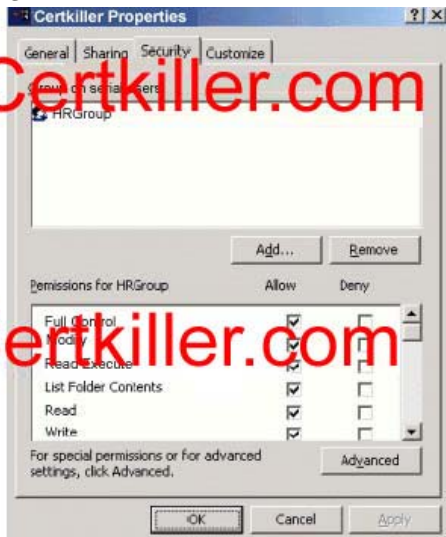 Certkiller Properties
General Sharing Security Customize
Certkiller.com
HRGroup
Add... Remove
Permissions for HRGroup Allow Deny
Full Control
Modify
Certkiller.com
Read Execute
List Folder Contents
Read
Write
For special permissions or for advanced
settings, click Advanced.
Advanced
OK Cancel Apply